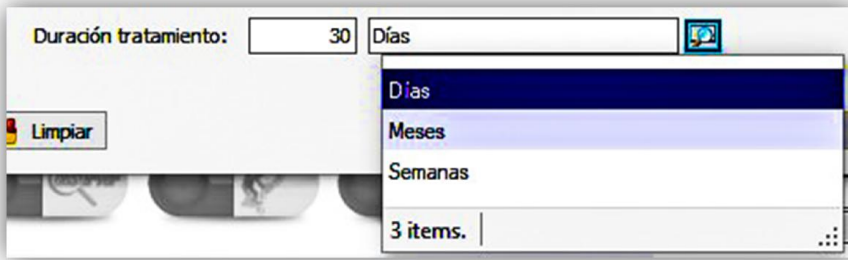 Duración tratamiento: 30 Días
Días
Meses
Limpiar
Semanas
3 items.